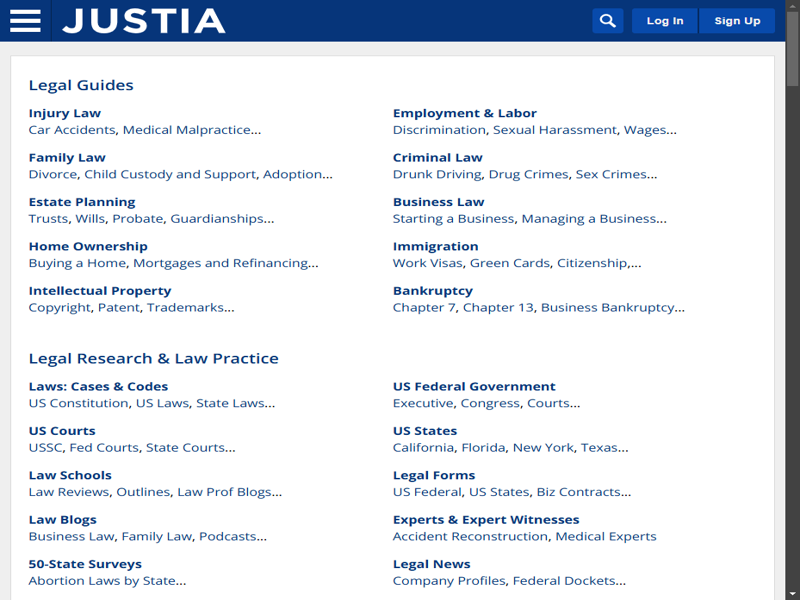 JUSTIA
Log In
Sign Up
Legal Guides
Injury Law
Car Accidents, Medical Malpractice...
Employment & Labor
Discrimination, Sexual Harassment, Wages...
Family Law
Divorce, Child Custody and Support, Adoption...
Criminal Law
Drunk Driving, Drug Crimes, Sex Crimes...
Estate Planning
Trusts, Wills, Probate, Guardianships...
Business Law
Starting a Business, Managing a Business...
Home Ownership
Buying a Home, Mortgages and Refinancing...
Immigration
Work Visas, Green Cards, Citizenship,...
Intellectual Property
Copyright, Patent, Trademarks...
Bankruptcy
Chapter 7, Chapter 13, Business Bankruptcy...
Legal Research & Law Practice
Laws: Cases & Codes
US Constitution, US Laws, State Laws...
US Federal Government
Executive, Congress, Courts...
US Courts
USSC, Fed Courts, State Courts...
US States
California, Florida, New York, Texas...
Law Schools
Law Reviews, Outlines, Law Prof Blogs...
Legal Forms
US Federal, US States, Biz Contracts...
Law Blogs
Business Law, Family Law, Podcasts...
Experts & Expert Witnesses
Accident Reconstruction, Medical Experts
50-State Surveys
Abortion Laws by State...
Legal News
Company Profiles, Federal Dockets...